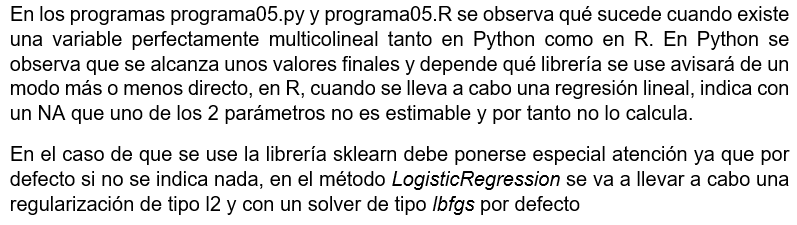 En los programas programa05.py y programa05.R se observa qué sucede cuando existe
una variable perfectamente multicolineal tanto en Python como en R. En Python se
observa que se alcanza unos valores finales y depende qué librería se use avisará de un
modo más o menos directo, en R, cuando se lleva a cabo una regresión lineal, indica con
un NA que uno de los 2 parámetros no es estimable y por tanto no lo calcula.
En el caso de que se use la librería sklearn debe ponerse especial atención ya que por
defecto si no se indica nada, en el método LogisticRegression se va a llevar a cabo una
regularización de tipo l2 y con un solver de tipo lbfgs por defecto